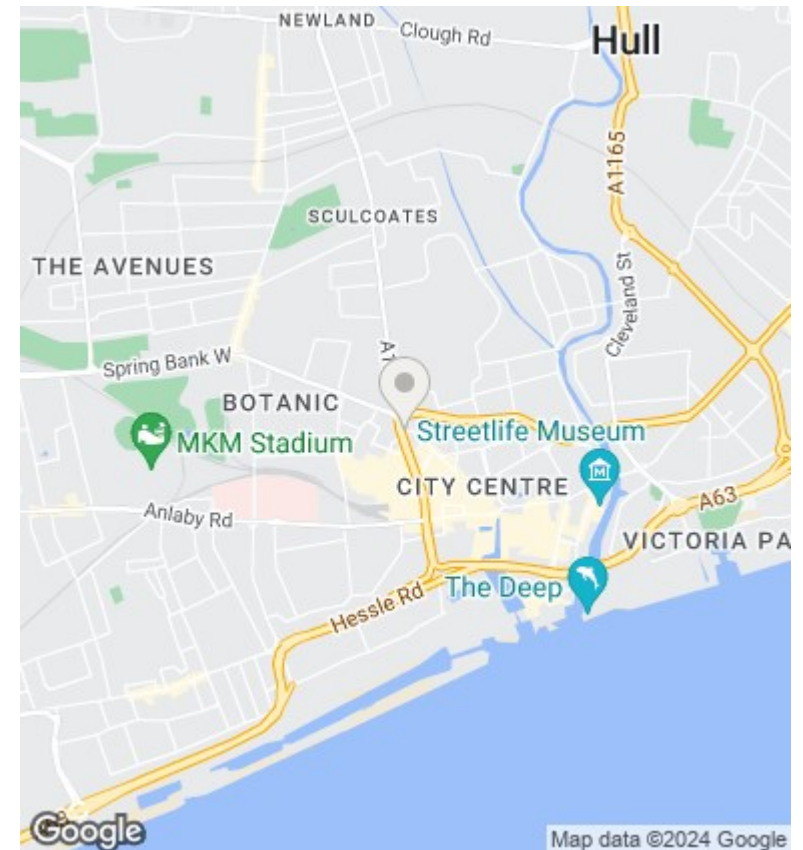 NEWLAND
Clough Rd
Hull
A1165
SCULCOATES
THE AVENUES
Cleveland St
Spring Bank W
BOTANIC
MKM Stadium
Streetlife Museum
CITY CENTRE
A63
Anlaby Rd
VICTORIA PA
The Deep
Hessle Rd
Google
Map data ©2024 Google